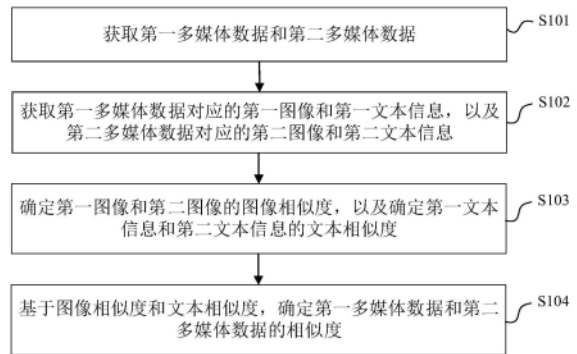 获取第一多媒体数据和第二多媒体数据
S101
获取第一多媒体数据对应的第一图像和第一文本信息，以及
第二多媒体数据对应的第二图像和第二文本信息
S102
确定第一图像和第二图像的图像相似度，以及确定第一文本
信息和第二文本信息的文本相似度
S103
基于图像相似度和文本相似度，确定第一多媒体数据和第二
多媒体数据的相似度
S104